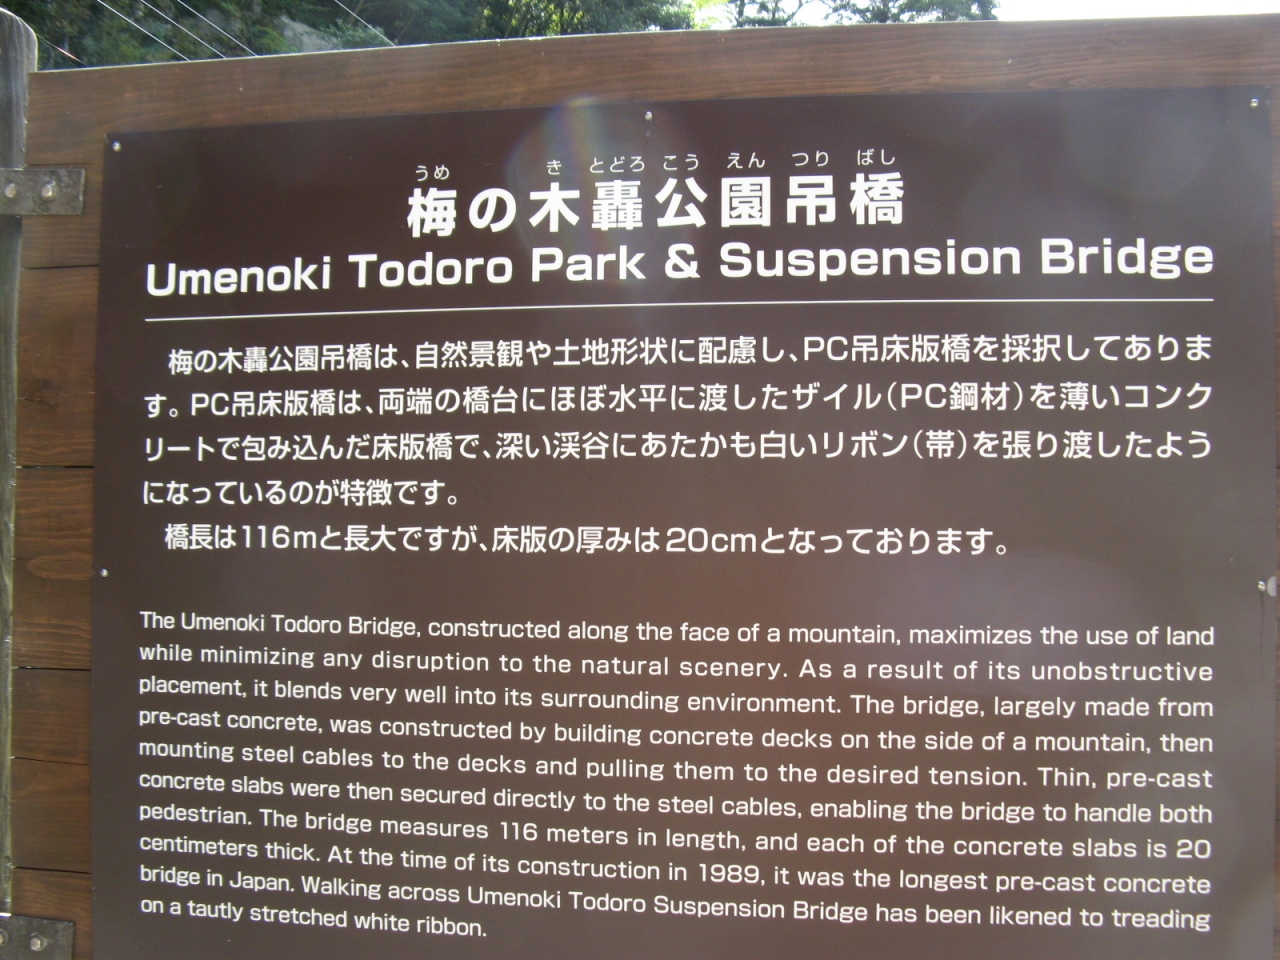 うめ き とどろ こう えん つり ばし
梅の木轟公園吊橋
Umenoki Todoro Park & Suspension Bridge
梅の木轟公園吊橋は、自然景観や土地形状に配慮し、PC吊床版橋を採択してありま
す。PC吊床版橋は、両端の橋台にほぼ水平に渡したザイル(PC鋼材)を薄いコンク
リートで包み込んだ床版橋で、深い渓谷にあたかも白いリボン(帯)を張り渡したよう
になっているのが特徴です。
橋長は116mと長大ですが、床版の厚みは20cmとなっております。
The Umenoki Todoro Bridge, constructed along the face of a mountain, maximizes the use of land
while minimizing any disruption to the natural scenery. As a result of its unobstructive
placement, it blends very well into its surrounding environment. The bridge, largely made from
pre-cast concrete, was constructed by building concrete decks on the side of a mountain, then
mounting steel cables to the decks and pulling them to the desired tension. Thin, pre-cast
concrete slabs were then secured directly to the steel cables, enabling the bridge to handle both
pedestrian. The bridge measures 116 meters in length, and each of the concrete slabs is 20
centimeters thick. At the time of its construction in 1989, it was the longest pre-cast concrete
bridge in Japan. Walking across Umenoki Todoro Suspension Bridge has been likened to treading
on a tautly stretched white ribbon.